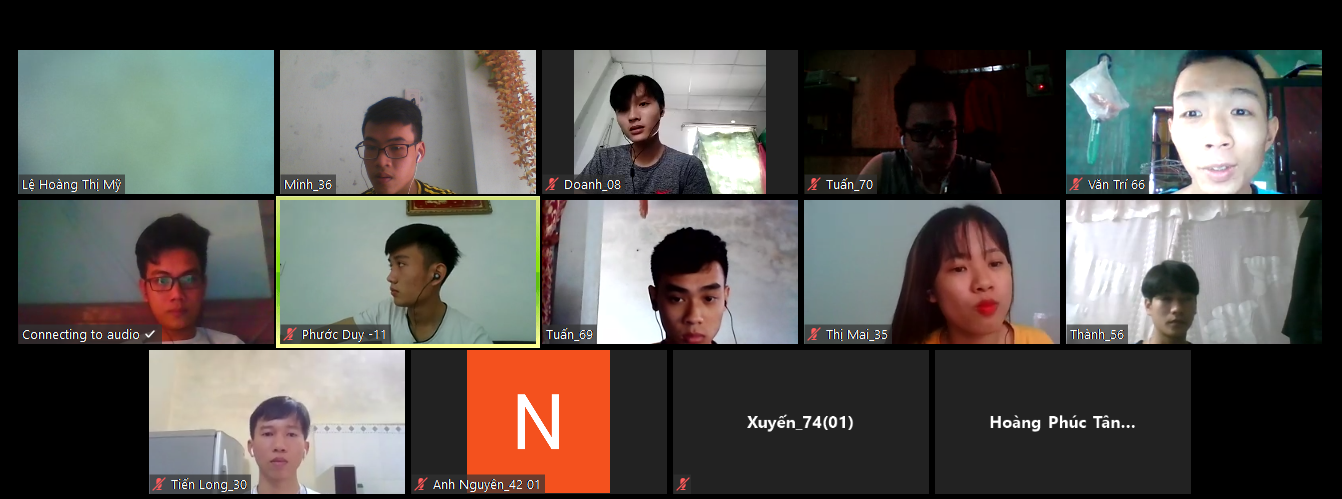 Lệ Hoàng Thị Mỹ
Minh_36
Doanh_08
Tuấn_70
Văn Trí 66
Connecting to audio
Phước Duy -11
Tuấn_69
Thị Mai_35
Thành_56
Tiến Long_30
N
Anh Nguyên_42 01
Xuyến_74(01)
Hoàng Phúc Tân...